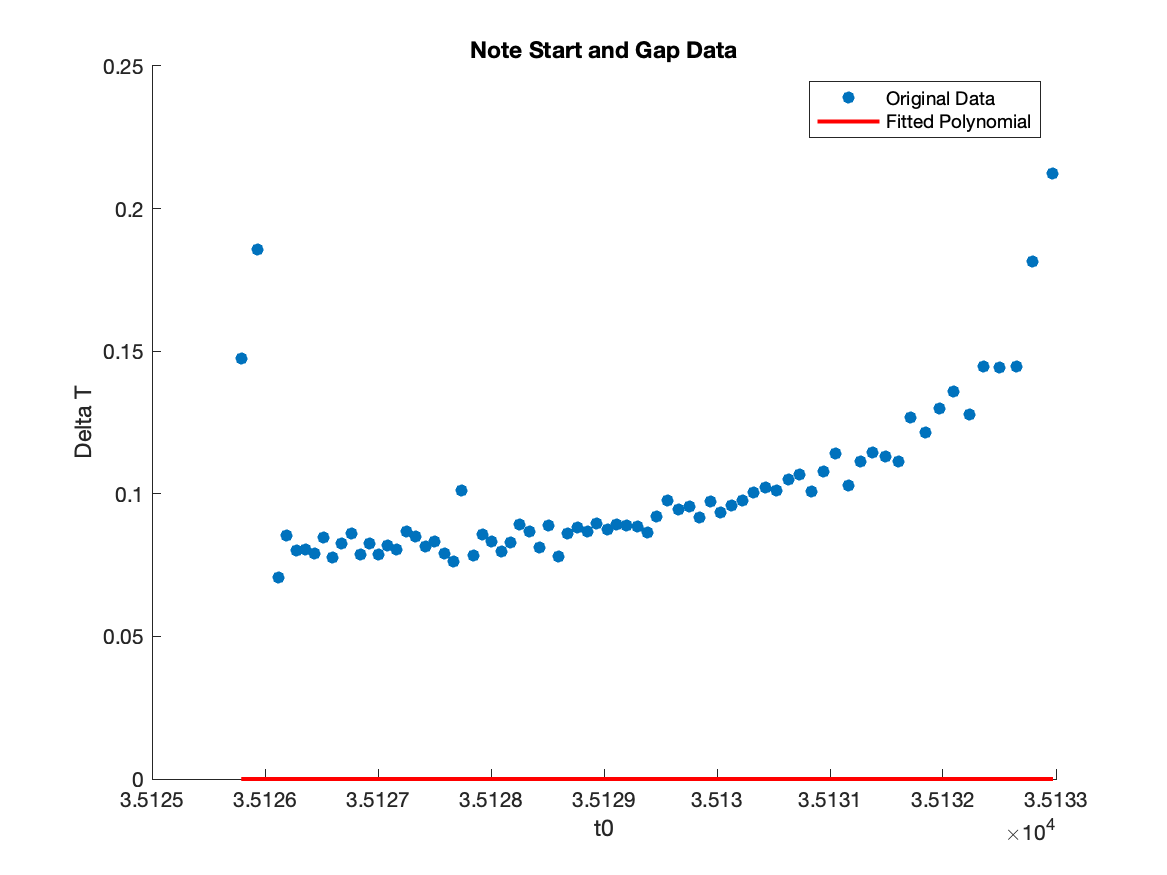 Note Start and Gap Data
Original Data
Fitted Polynomial
0.25
0.2
0.15
0.1
0.05
0
Delta T
3.5125 3.5126 3.5127 3.5128 3.5129 3.513 3.5131 3.5132 3.5133
t0
×10⁴